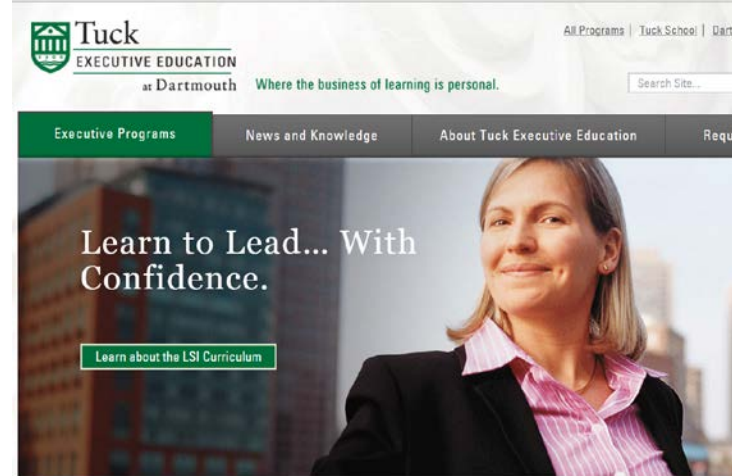 Tuck
EXECUTIVE EDUCATION
at Dartmouth
Where the business of learning is personal.
All Programs | Tuck School |
Search Site...
Executive Programs
News and Knowledge
About Tuck Executive Education
Learn to Lead... With
Confidence.
Learn about the LSI Curriculum